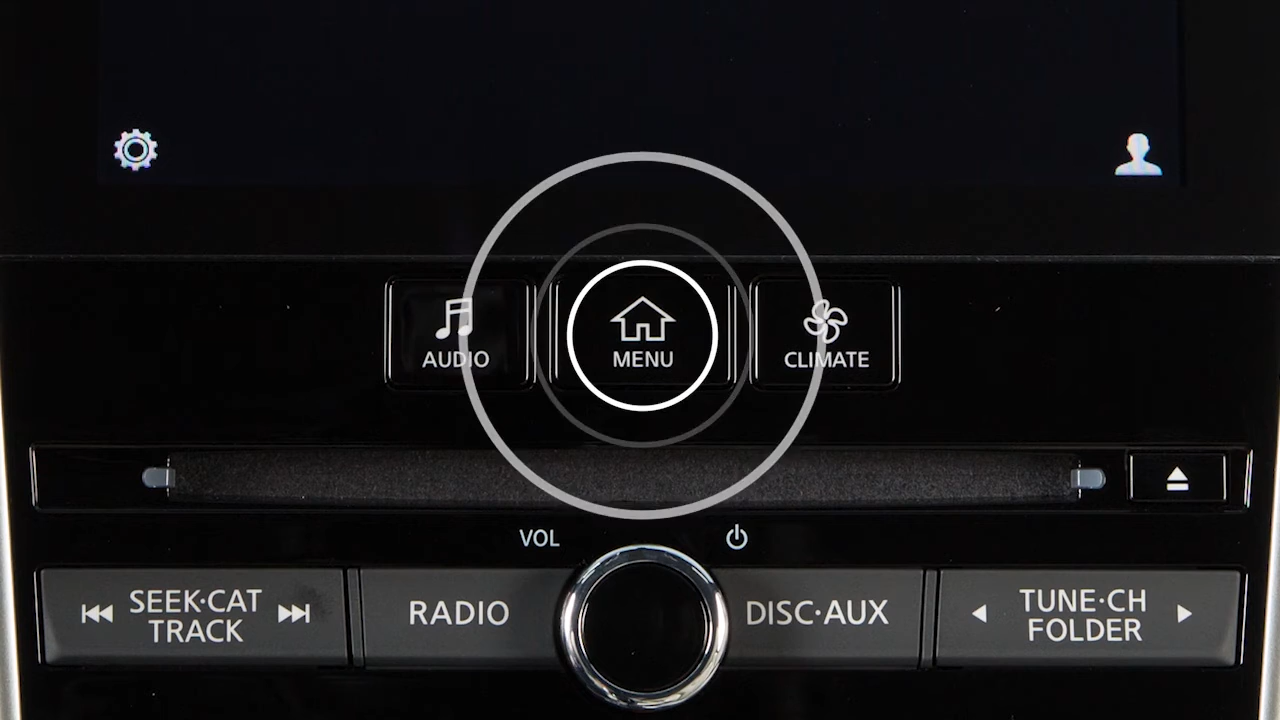 AUDIO
MENU
CLIMATE
VOL
SEEK·CAT
TRACK
RADIO
DISC·AUX
TUNE·CH
FOLDER